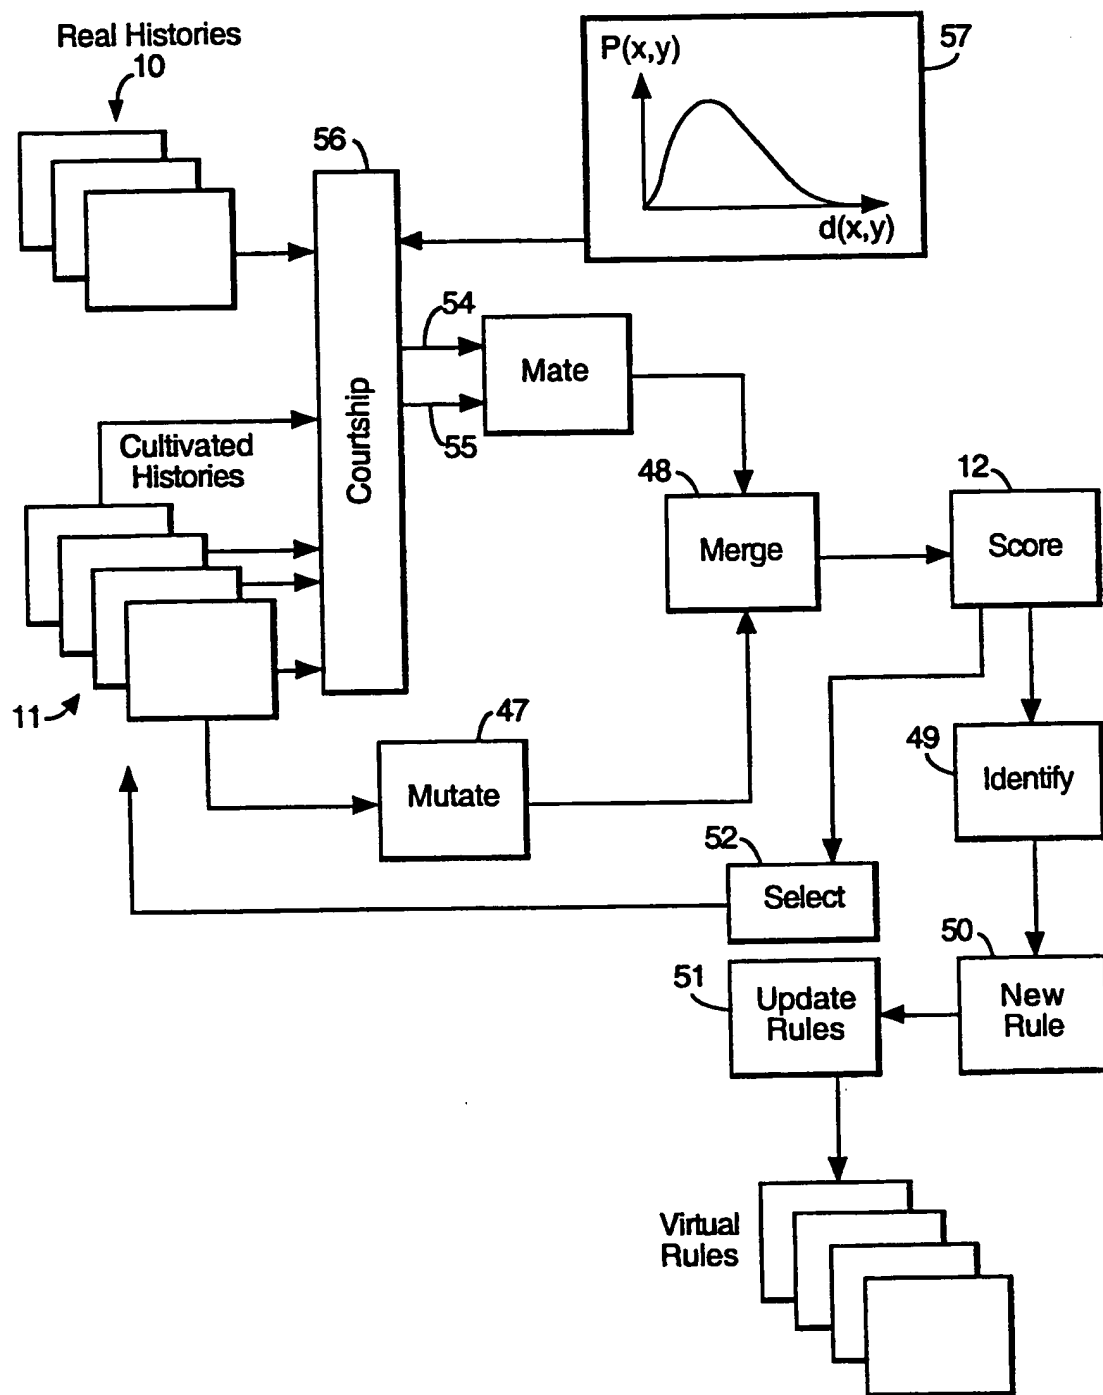 Real Histories
10
P(x,y)
57
d(x,y)
56
54
Mate
55
Courtship
Cultivated
Histories
48
Merge
12
Score
11
47
Mutate
49
Identify
52
Select
50
New
Rule
51
Update
Rules
Virtual
Rules